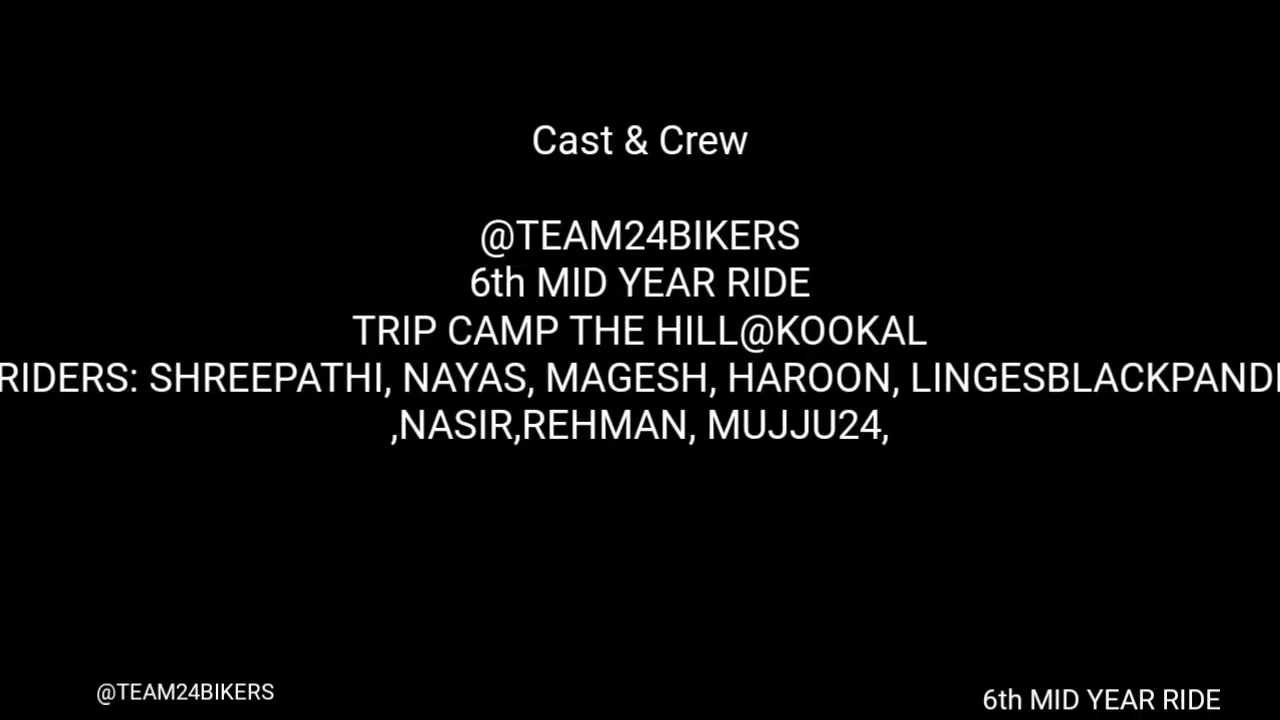 Cast & Crew
@TEAM24BIKERS
6th MID YEAR RIDE
TRIP CAMP THE HILL@KOOKAL
RIDERS: SHREEPATHI, NAYAS, MAGESH, HAROON, LINGESBLACKPANDI
,NASIR,REHMAN, MUJJU24,
@TEAM24BIKERS
6th MID YEAR RIDE